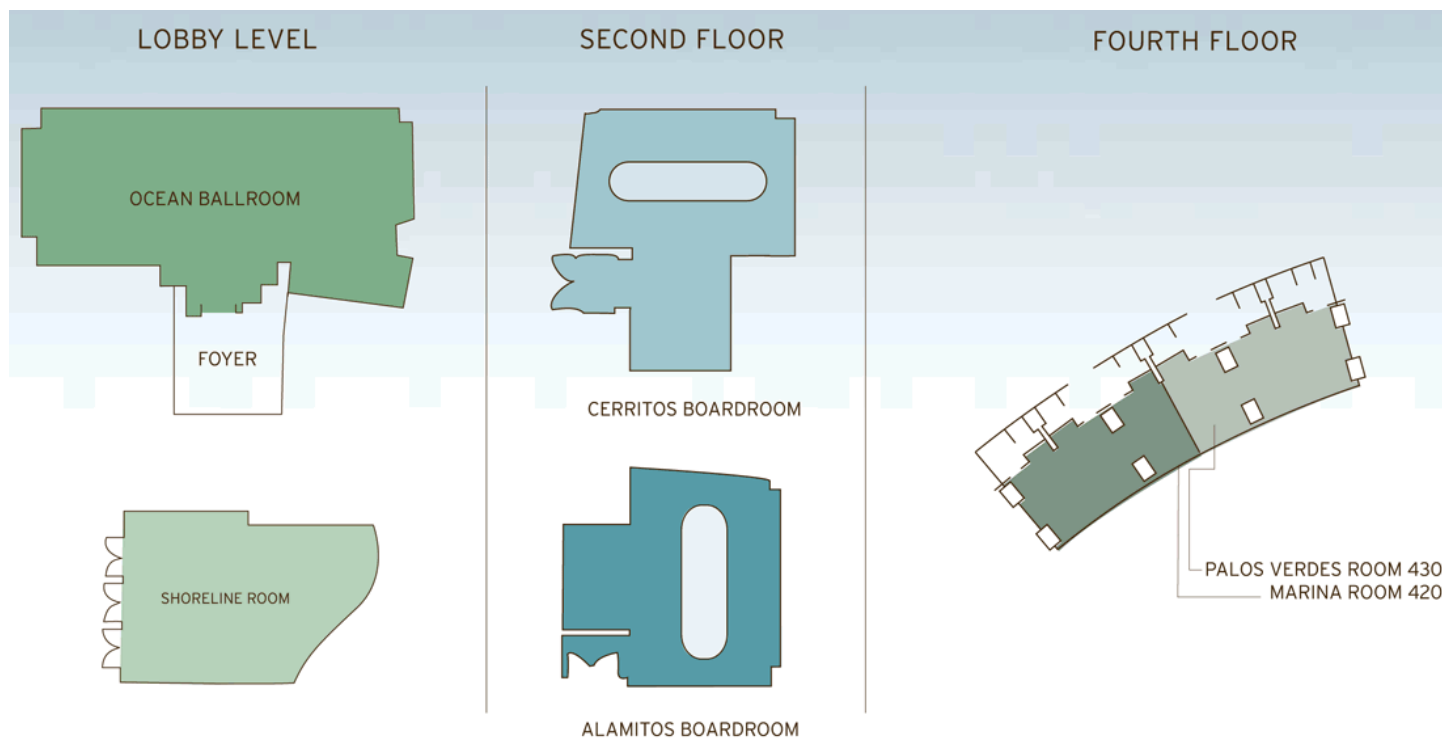 LOBBY LEVEL
OCEAN BALLROOM
FOYER
SHORELINE ROOM
SECOND FLOOR
CERRITOS BOARDROOM
ALAMITOS BOARDROOM
FOURTH FLOOR
PALOS VERDES ROOM 430
MARINA ROOM 420